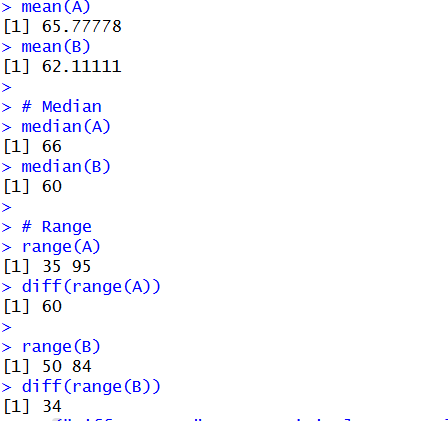 > mean(A)
[1] 65.77778
> mean(B)
[1] 62.11111
>
> # Median
> median(A)
[1] 66
> median(B)
[1] 60
>
> # Range
> range(A)
[1] 35 95
> diff(range(A))
[1] 60
>
> range(B)
[1] 50 84
> diff(range(B))
[1] 34